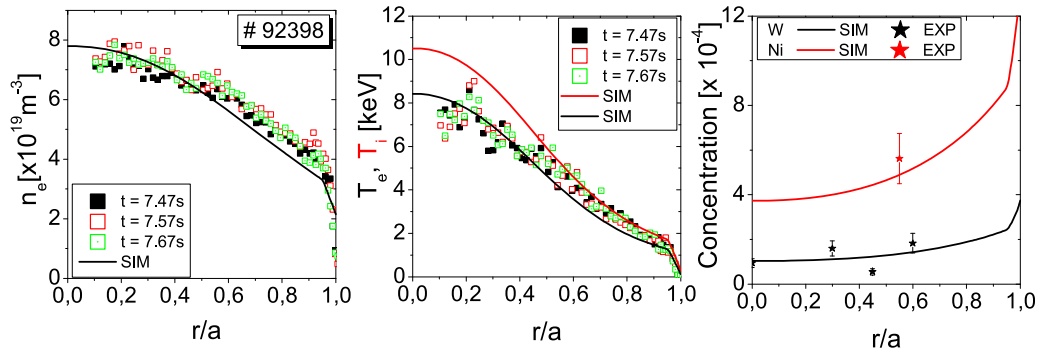 # 92398
n_e[x10^19 m^-3]
10
8
6
4
2
0
t = 7.47s
t = 7.57s
t = 7.67s
SIM
0,0 0,2 0,4 0,6 0,8 1,0
r/a
T_e, T_i [keV]
12
10
8
6
4
2
0
t = 7.47s
t = 7.57s
t = 7.67s
SIM
SIM
0,0 0,2 0,4 0,6 0,8 1,0
r/a
Concentration [x 10^-4]
12
8
4
0
W SIM EXP
Ni SIM EXP
0,0 0,2 0,4 0,6 0,8 1,0
r/a